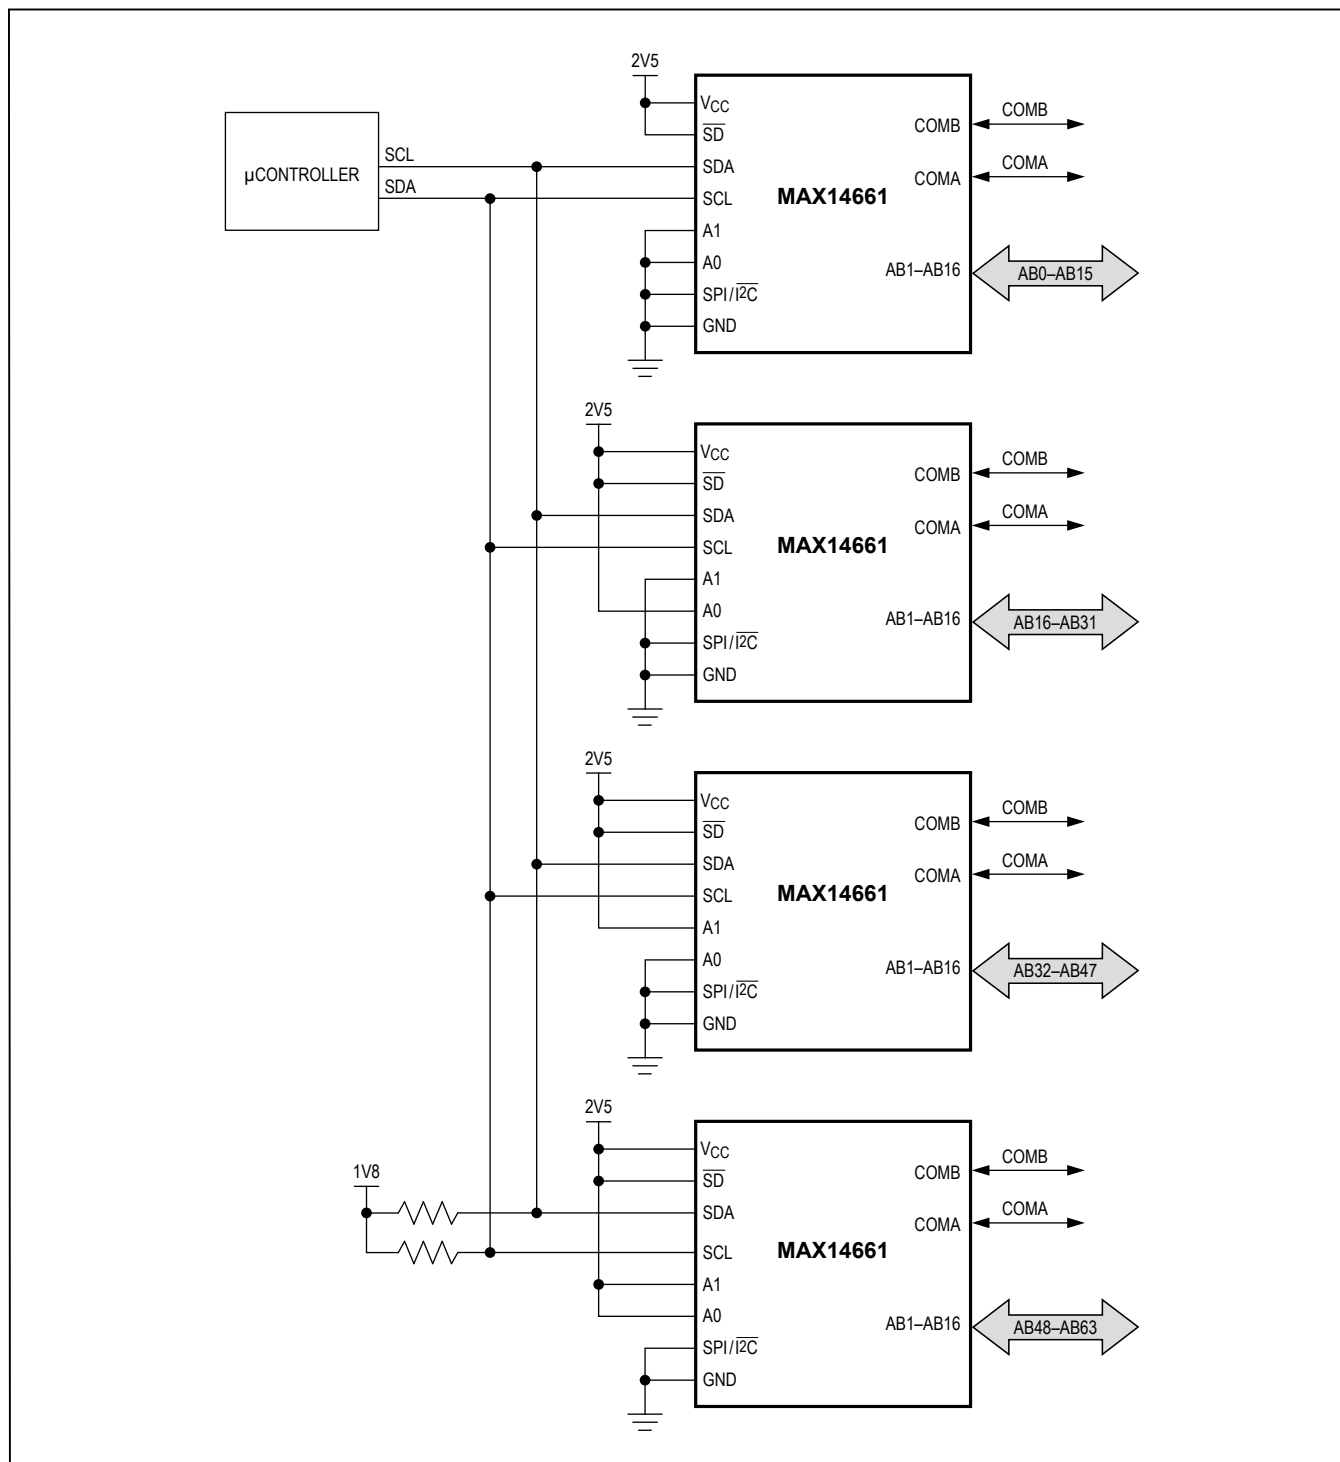 µCONTROLLER
SCL
SDA
2V5
VCC
SD
SDA
SCL
A1
A0
SPI/I2C
GND
MAX14661
COMB
COMA
AB1–AB16
COMB
COMA
AB0–AB15
2V5
VCC
SD
SDA
SCL
A1
A0
SPI/I2C
GND
MAX14661
COMB
COMA
AB1–AB16
COMB
COMA
AB16–AB31
2V5
VCC
SD
SDA
SCL
A1
A0
SPI/I2C
GND
MAX14661
COMB
COMA
AB1–AB16
COMB
COMA
AB32–AB47
1V8
2V5
VCC
SD
SDA
SCL
A1
A0
SPI/I2C
GND
MAX14661
COMB
COMA
AB1–AB16
COMB
COMA
AB48–AB63